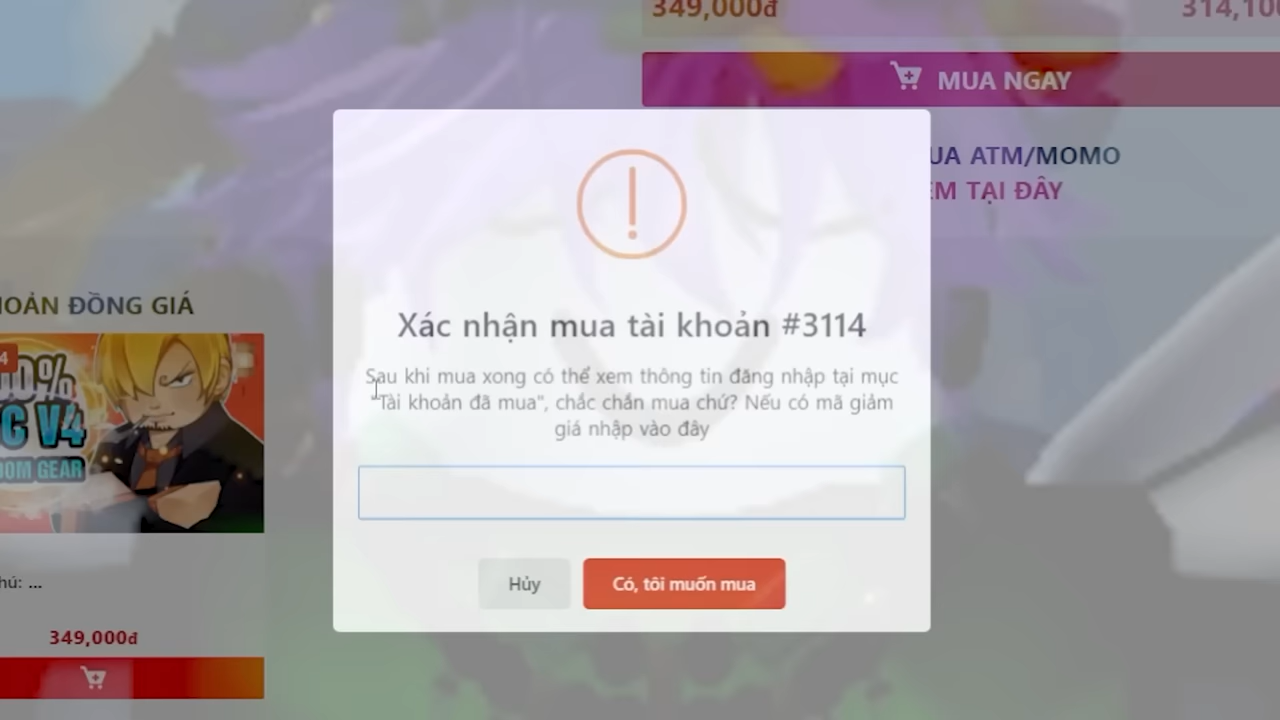 349,000đ
314,10
MUA NGAY
UA ATM/MOMO
EM TẠI ĐÂY
Xác nhận mua tài khoản #3114
Sau khi mua xong có thể xem thông tin đăng nhập tại mục
"Tài khoản đã mua", chắc chắn mua chứ? Nếu có mã giảm
giá nhập vào đây
Hủy
Có, tôi muốn mua
HOẢN ĐỒNG GIÁ
4
C V4
OM GEAR
hú: ...
349,000đ